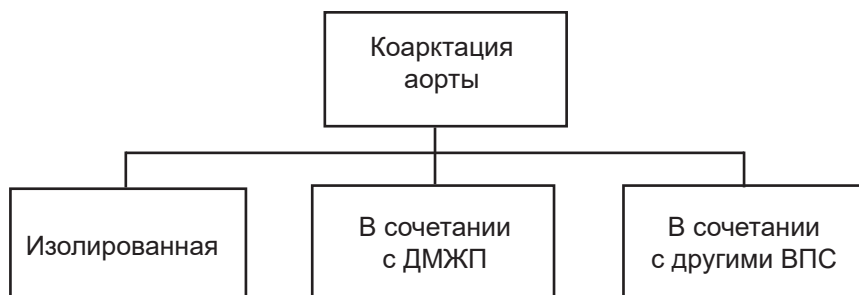 Коарктация
аорты
Изолированная
В сочетании
с ДМЖП
В сочетании
с другими ВПС